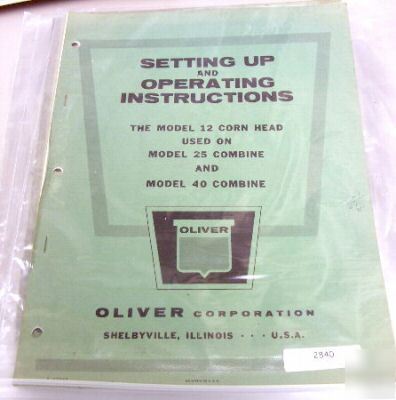 SETTING UP
AND
OPERATING
INSTRUCTIONS
THE MODEL 12 CORN HEAD
USED ON
MODEL 25 COMBINE
AND
MODEL 40 COMBINE
OLIVER
OLIVER CORPORATION
SHELBYVILLE, ILLINOIS - - - U.S.A.
2840